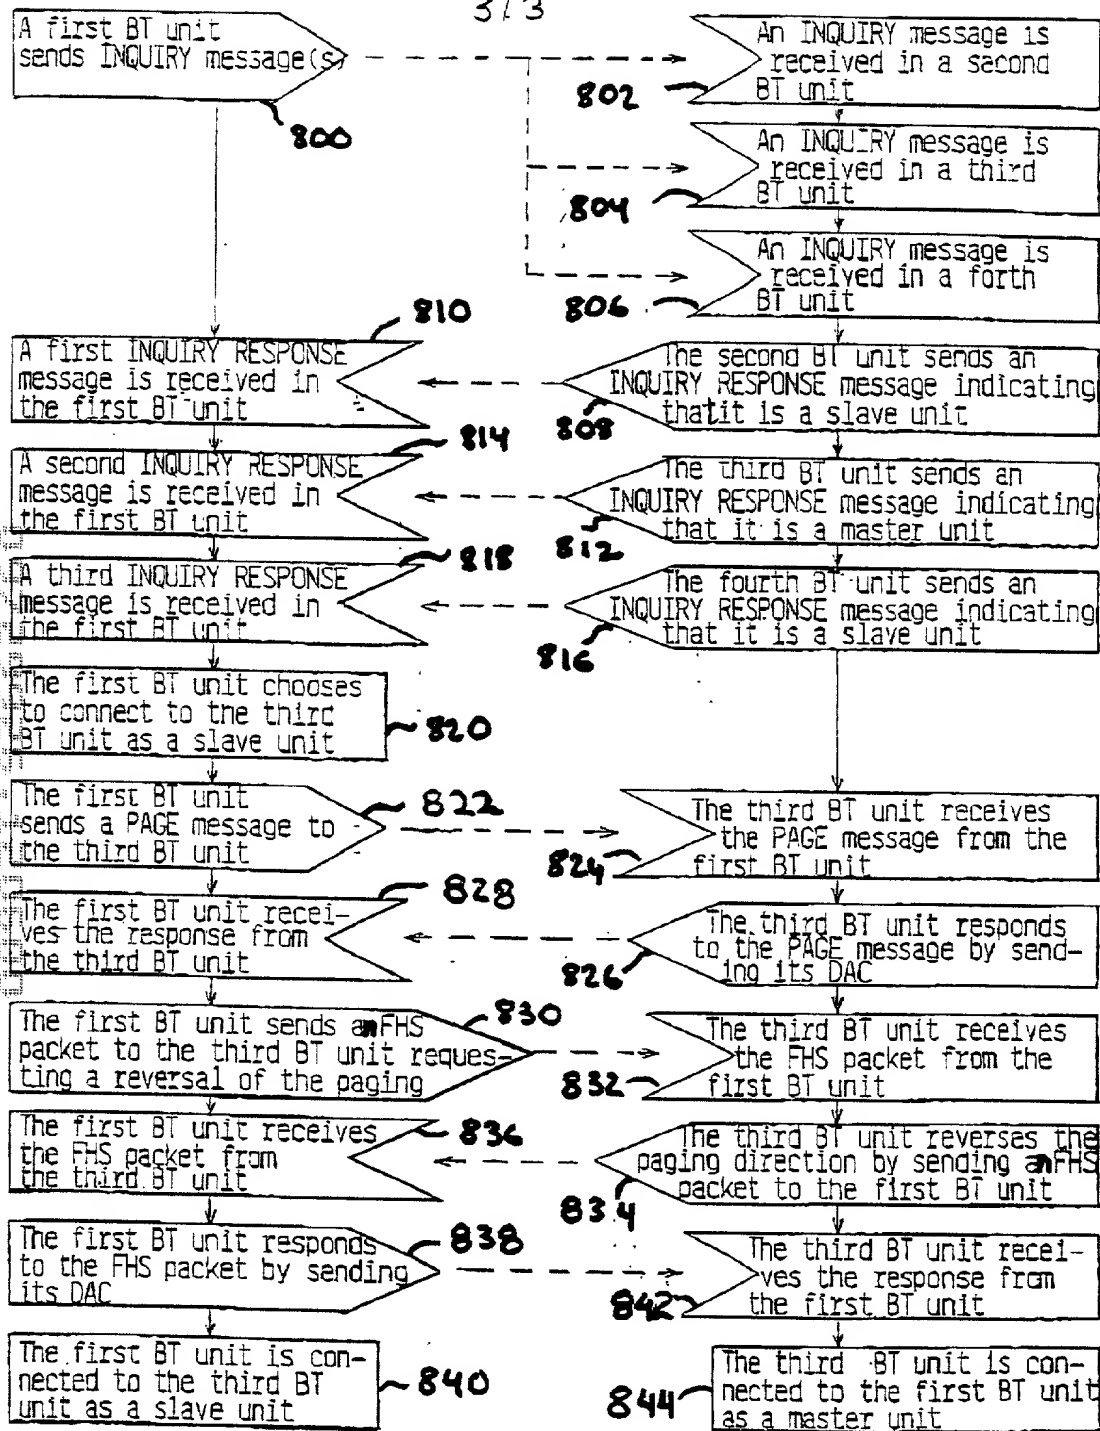 3/3
A first BT unit
sends INQUIRY message(s)
800
An INQUIRY message is
received in a second
BT unit
802
An INQUIRY message is
received in a third
BT unit
804
An INQUIRY message is
received in a forth
BT unit
806
810
A first INQUIRY RESPONSE
message is received in
the first BT unit
The second BT unit sends an
INQUIRY RESPONSE message indicating
that it is a slave unit
808
814
A second INQUIRY RESPONSE
message is received in
the first BT unit
The third BT unit sends an
INQUIRY RESPONSE message indicating
that it is a master unit
812
818
A third INQUIRY RESPONSE
message is received in
the first BT unit
The fourth BT unit sends an
INQUIRY RESPONSE message indicating
that it is a slave unit
816
The first BT unit chooses
to connect to the third
BT unit as a slave unit
820
The first BT unit
sends a PAGE message to
the third BT unit
822
The third BT unit receives
the PAGE message from the
first BT unit
824
828
The first BT unit recei-
ves the response from
the third BT unit
The third BT unit responds
to the PAGE message by send-
ing its DAC
826
The first BT unit sends an FHS
packet to the third BT unit reques-
ting a reversal of the paging
830
The third BT unit receives
the FHS packet from the
first BT unit
832
The first BT unit receives
the FHS packet from
the third BT unit
836
The third BT unit reverses the
paging direction by sending an FHS
packet to the first BT unit
834
The first BT unit responds
to the FHS packet by sending
its DAC
838
The third BT unit recei-
ves the response from
the first BT unit
842
The first BT unit is con-
nected to the third BT
unit as a slave unit
840
The third BT unit is con-
nected to the first BT unit
as a master unit
844